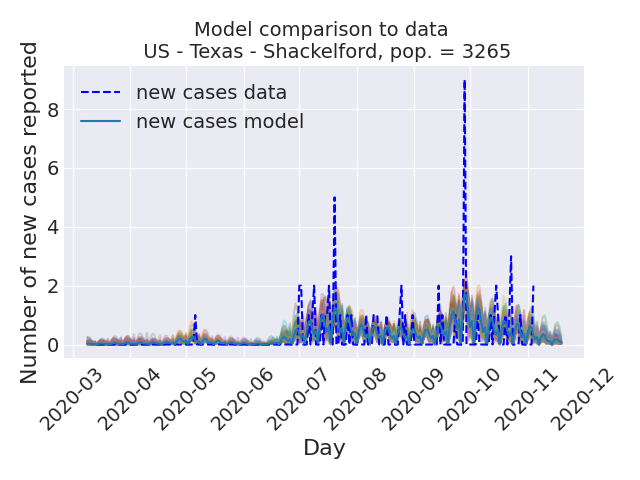 Model comparison to data
US - Texas - Shackelford, pop. = 3265
Number of new cases reported
8
6
4
2
0
new cases data
new cases model
2020-03
2020-04
2020-05
2020-06
2020-07
2020-08
2020-09
2020-10
2020-11
2020-12
Day